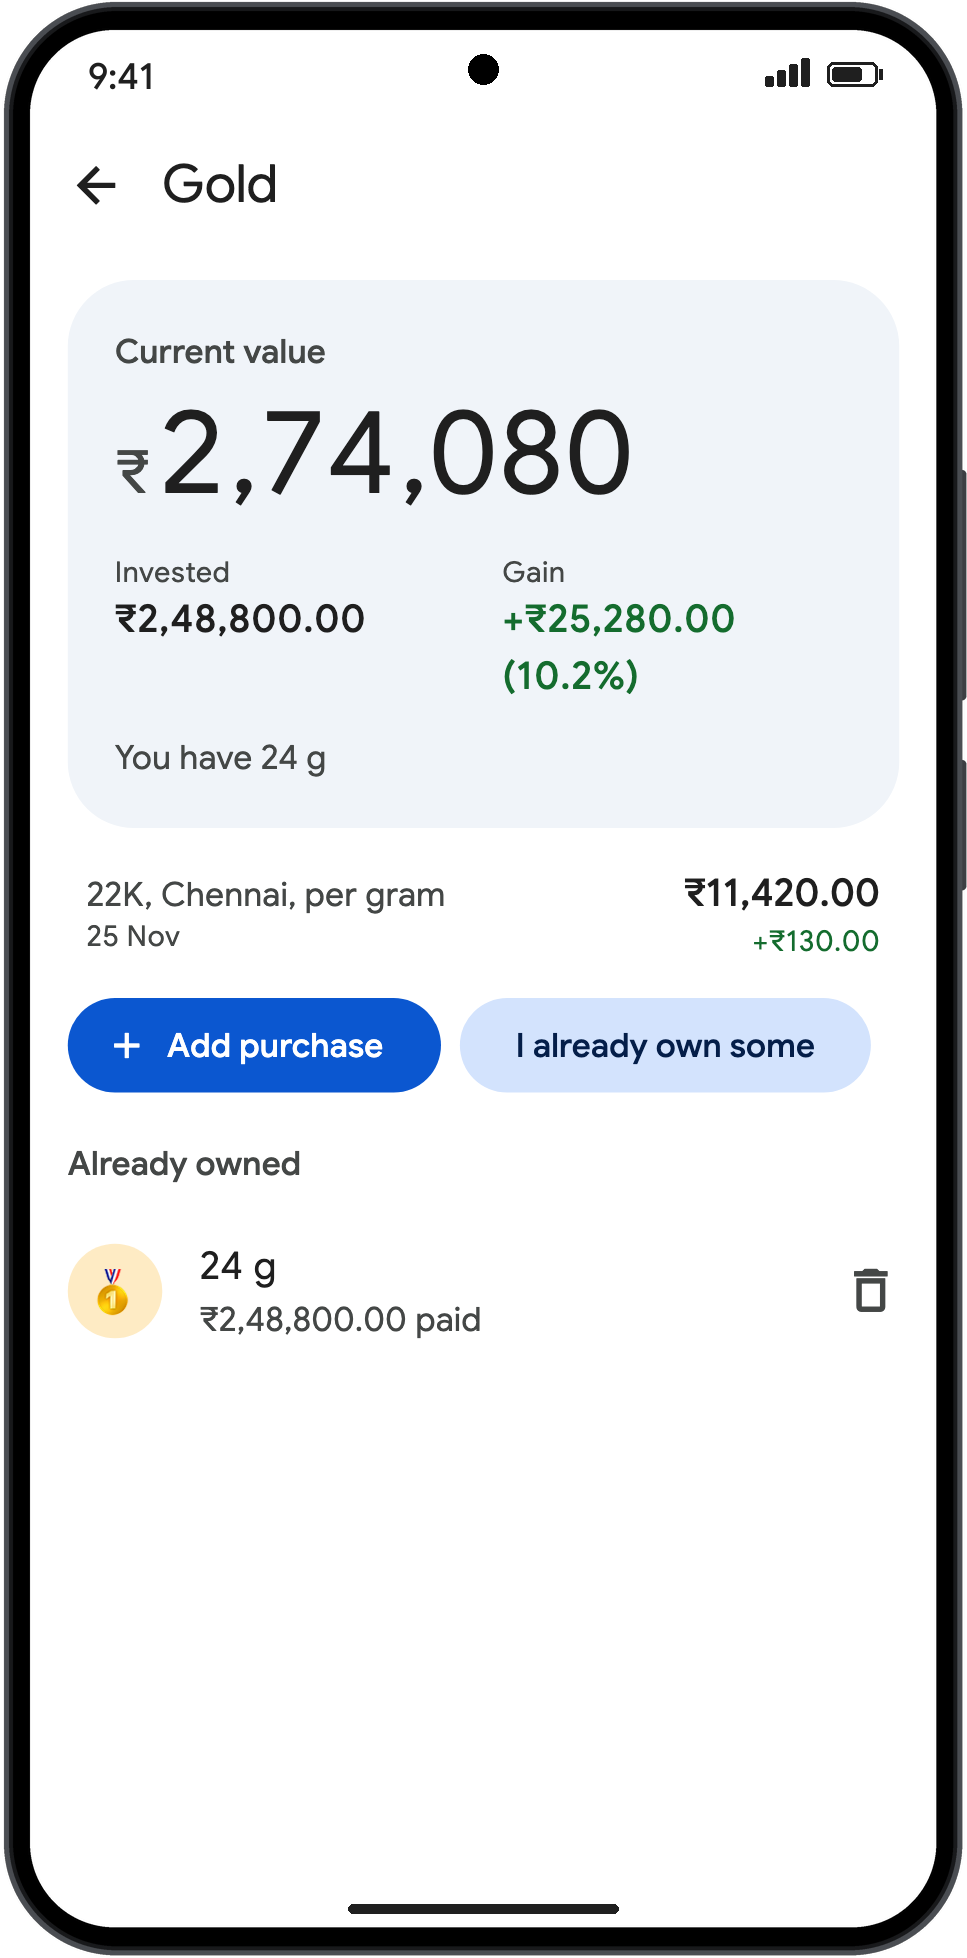 9:41
Gold
Current value
₹2,74,080
Invested
₹2,48,800.00
Gain
+₹25,280.00
(10.2%)
You have 24 g
22K, Chennai, per gram
25 Nov
₹11,420.00
+₹130.00
+ Add purchase
I already own some
Already owned
1
24 g
₹2,48,800.00 paid